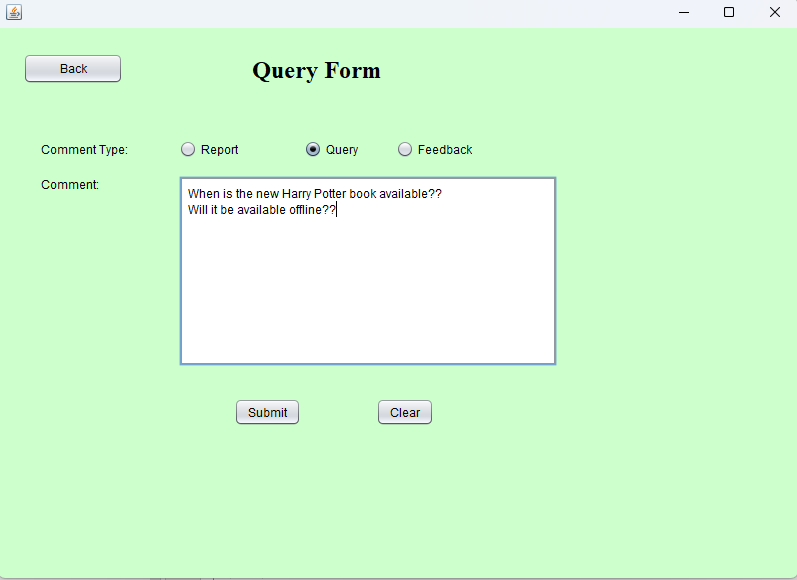 Back
Query Form
Comment Type:
Report
Query
Feedback
Comment:
When is the new Harry Potter book available??
Will it be available offline??
Submit
Clear